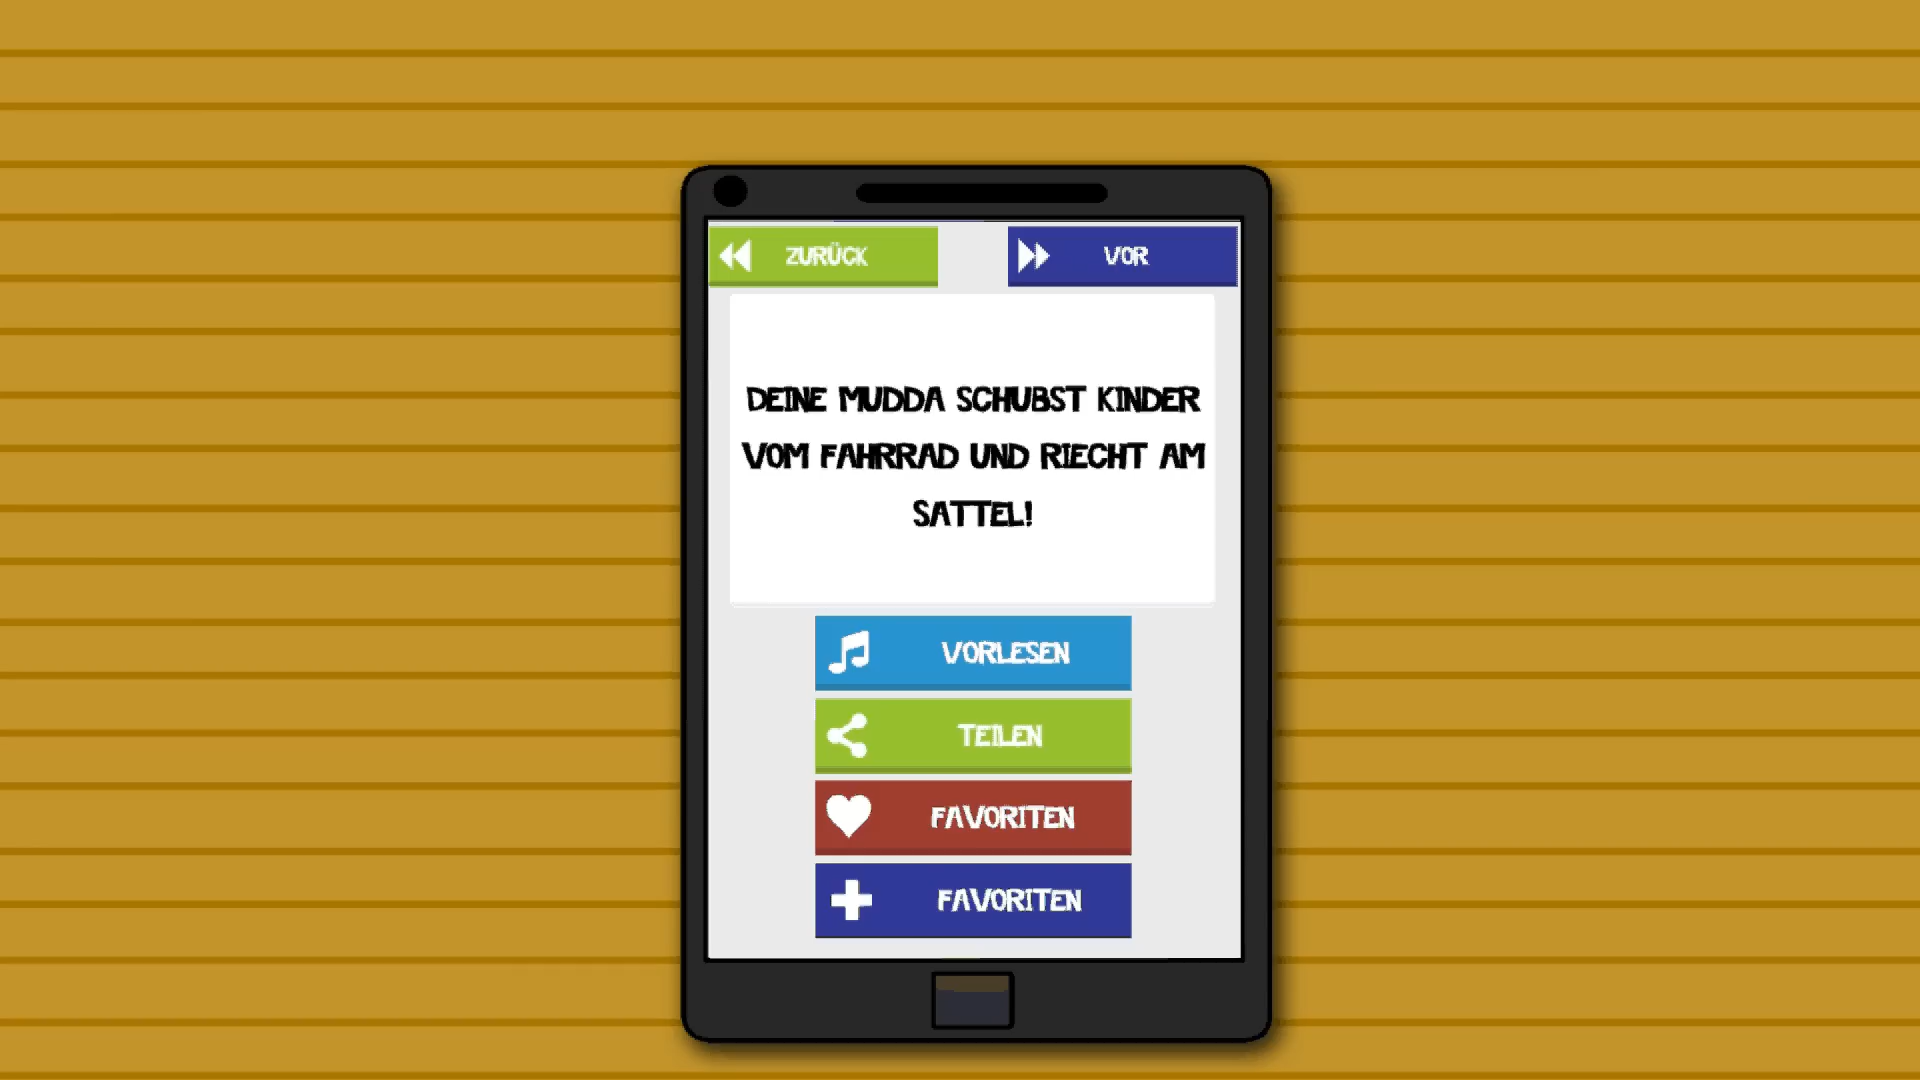 ZURÜCK VOR
DEINE MUDDA SCHUBST KINDER
VOM FAHRRAD UND RIECHT AM
SATTEL!
VORLESEN
TEILEN
FAVORITEN
FAVORITEN